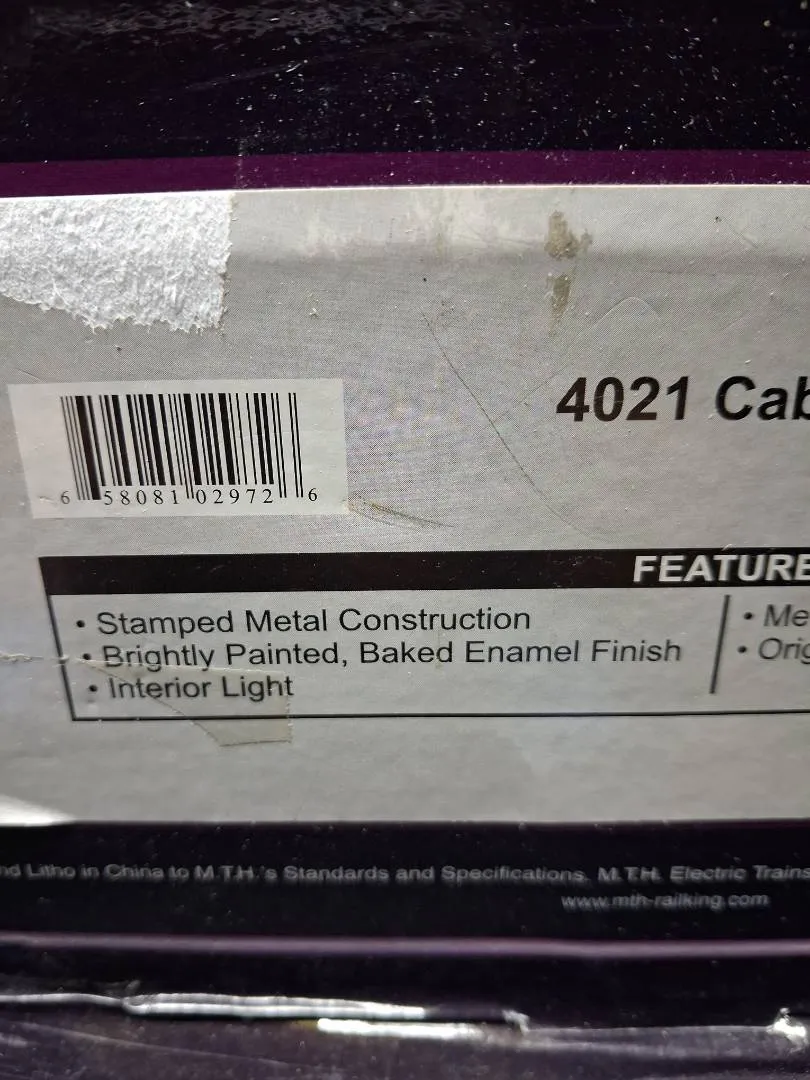 4021 Cab
6 58081 02972 6
FEATURE
• Stamped Metal Construction
• Brightly Painted, Baked Enamel Finish
• Interior Light
• Me
• Orig
nd Litho in China to M.T.H.'s Standards and Specifications. M.T.H. Electric Trains
www.mth-railking.com